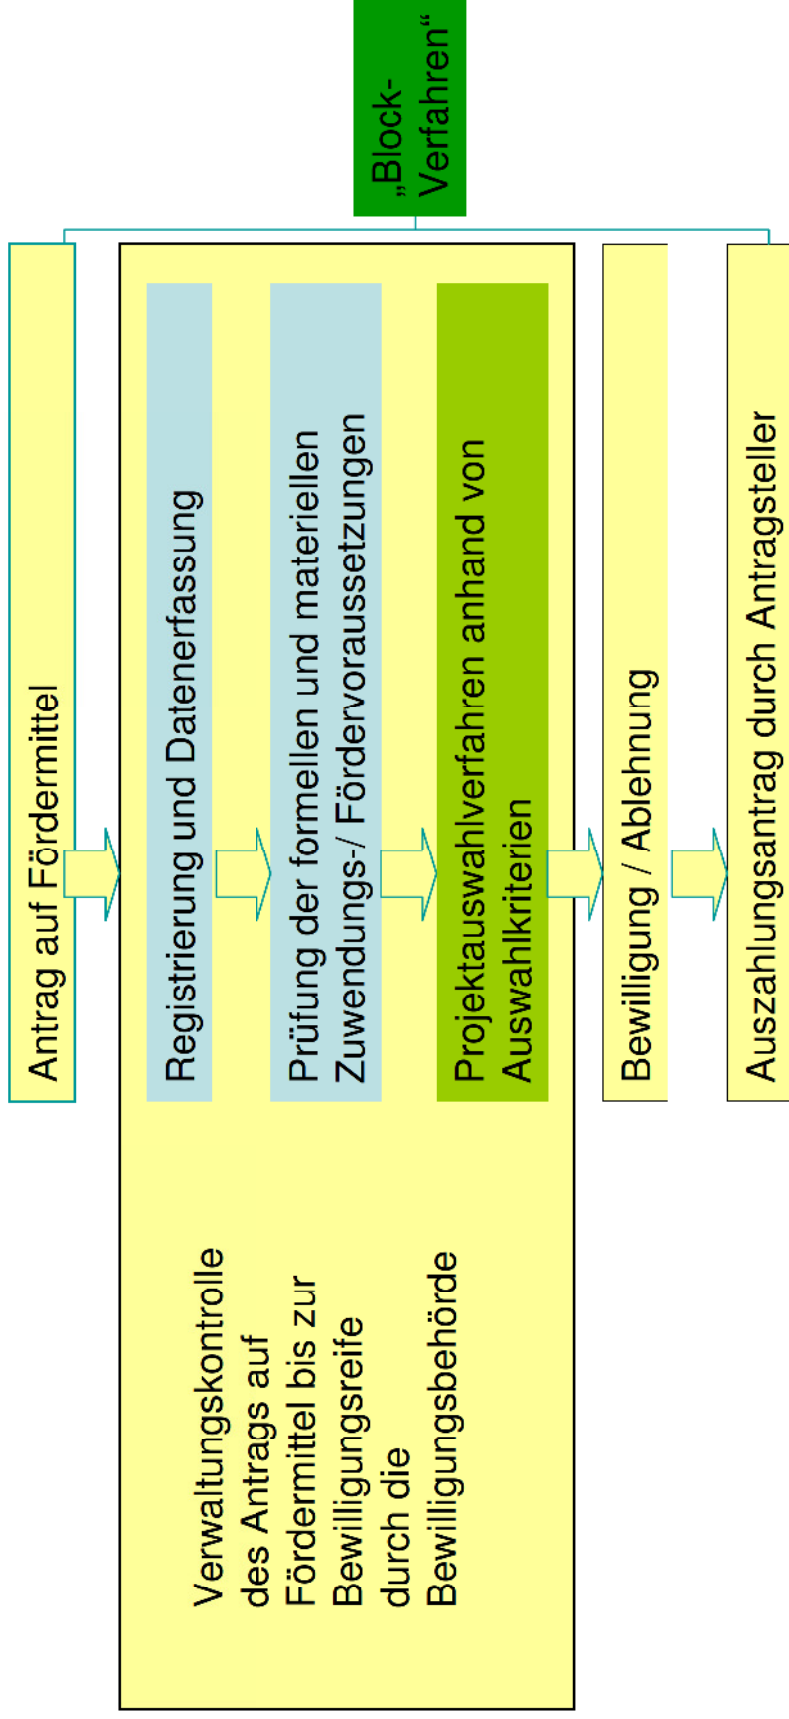 Antrag auf Fördermittel
Verwaltungskontrolle
des Antrags auf
Fördermittel bis zur
Bewilligungsreife
durch die
Bewilligungsbehörde
Registrierung und Datenerfassung
Prüfung der formellen und materiellen
Zuwendungs-/ Fördervoraussetzungen
Projektauswahlverfahren anhand von
Auswahlkriterien
Bewilligung / Ablehnung
Auszahlungsantrag durch Antragsteller
„Block-
Verfahren“